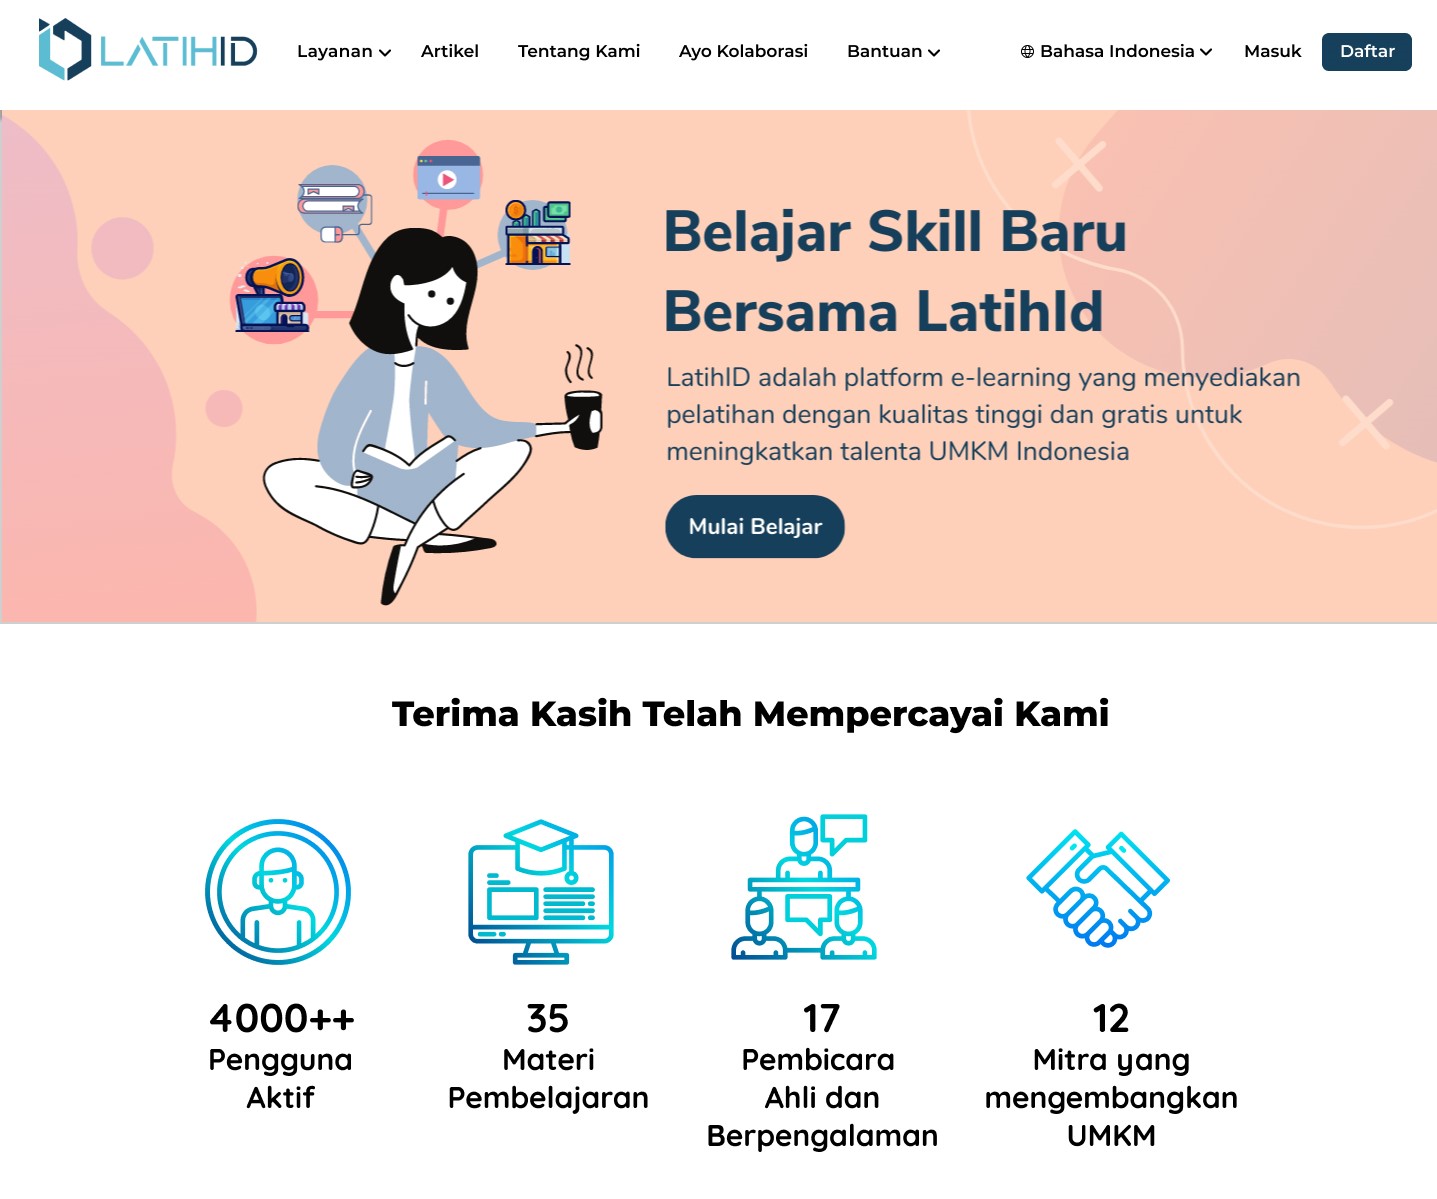 LATIHID
Layanan
Artikel
Tentang Kami
Ayo Kolaborasi
Bantuan
Bahasa Indonesia
Masuk
Daftar
Belajar Skill Baru
Bersama LatihId
LatihID adalah platform e-learning yang menyediakan
pelatihan dengan kualitas tinggi dan gratis untuk
meningkatkan talenta UMKM Indonesia
Mulai Belajar
Terima Kasih Telah Mempercayai Kami
4000++
Pengguna
Aktif
35
Materi
Pembelajaran
17
Pembicara
Ahli dan
Berpengalaman
12
Mitra yang
mengembangkan
UMKM